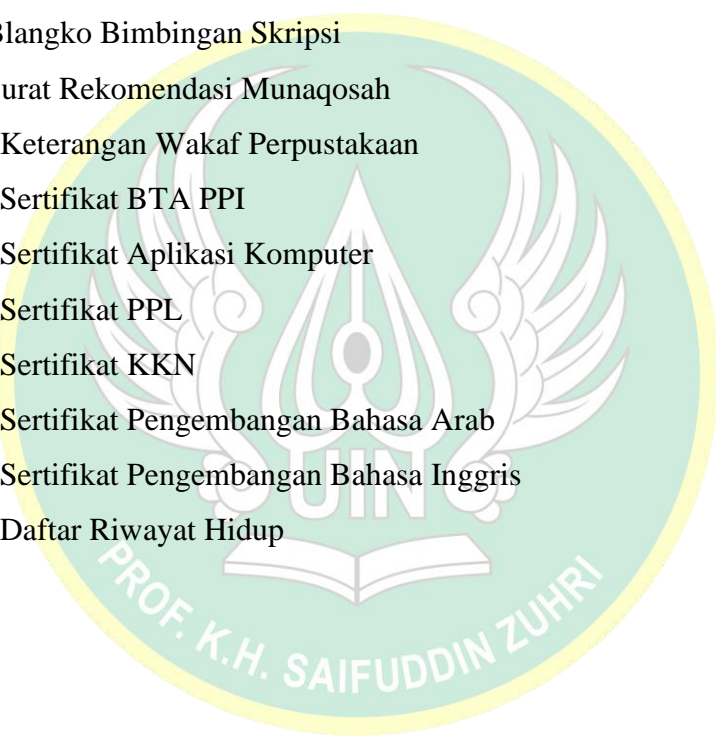 Blangko Bimbingan Skripsi
urat Rekomendasi Munaqosah
Keterangan Wakaf Perpustakaan
Sertifikat BTA PPI
Sertifikat Aplikasi Komputer
Sertifikat PPL
Sertifikat KKN
Sertifikat Pengembangan Bahasa Arab
Sertifikat Pengembangan Bahasa Inggris
Daftar Riwayat Hidup
UIN
PROF. K.H. SAIFUDDIN ZUHRI